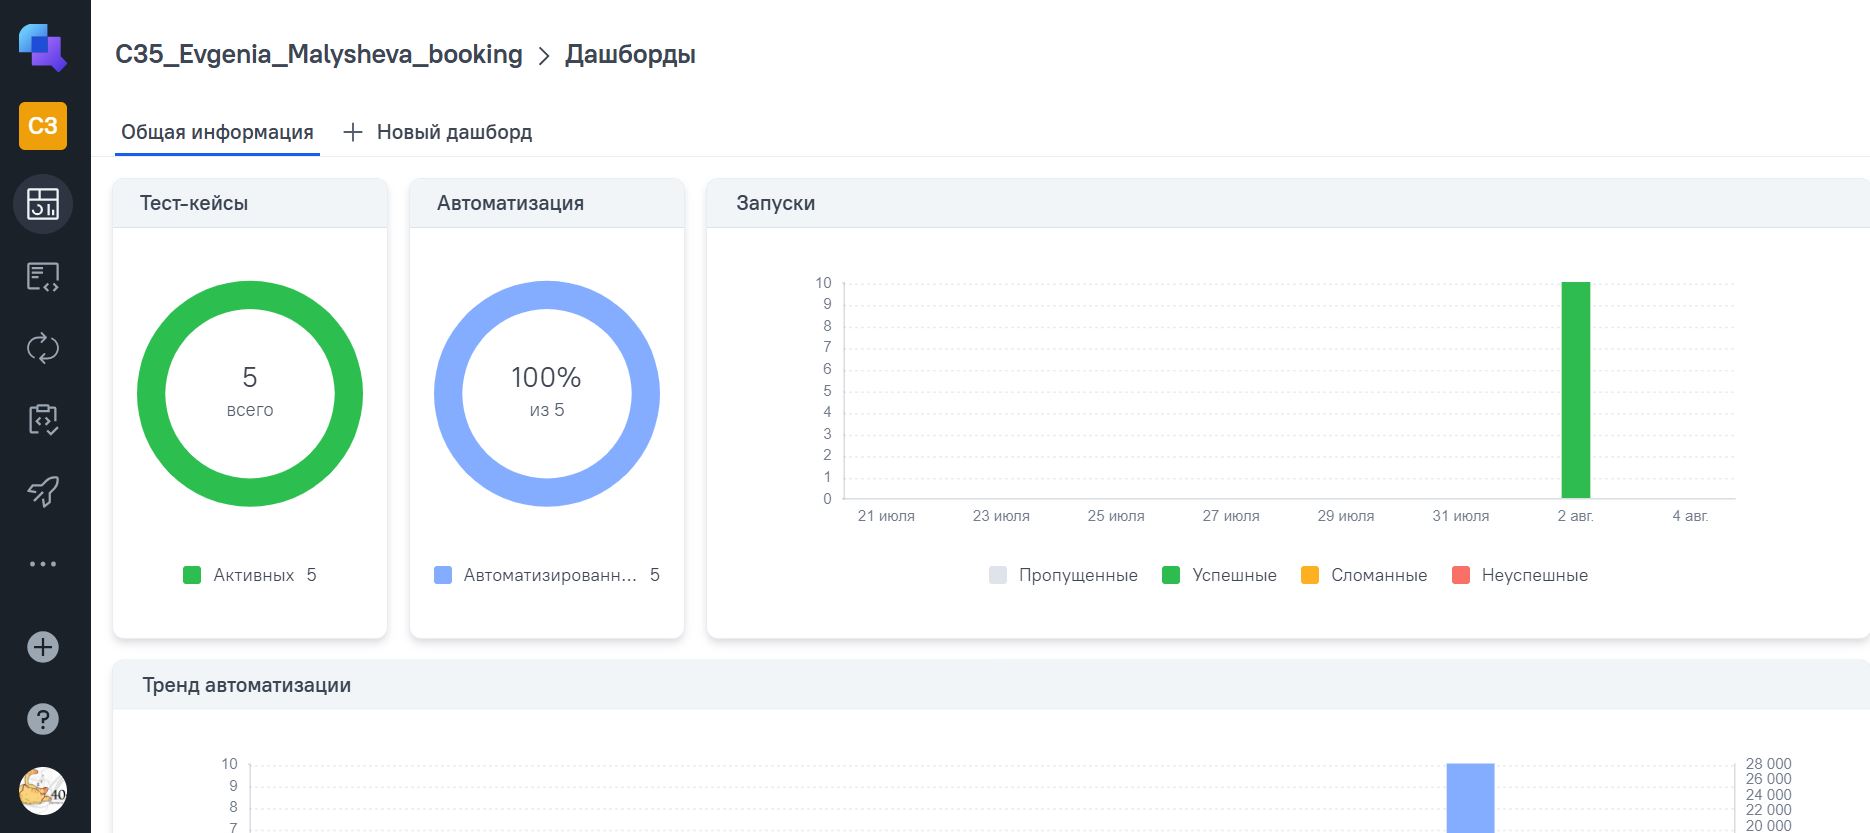 C35_Evgenia_Malysheva_booking > Дашборды
C3
Общая информация + Новый дашборд
Тест-кейсы
5
всего
Активных 5
Автоматизация
100%
из 5
Автоматизированн... 5
Запуски
10
9
8
7
6
5
4
3
2
1
0
21 июля 23 июля 25 июля 27 июля 29 июля 31 июля 2 авг. 4 авг.
Пропущенные Успешные Сломанные Неуспешные
Тренд автоматизации
10
9
8
7
28 000
26 000
24 000
22 000
20 000
?
40